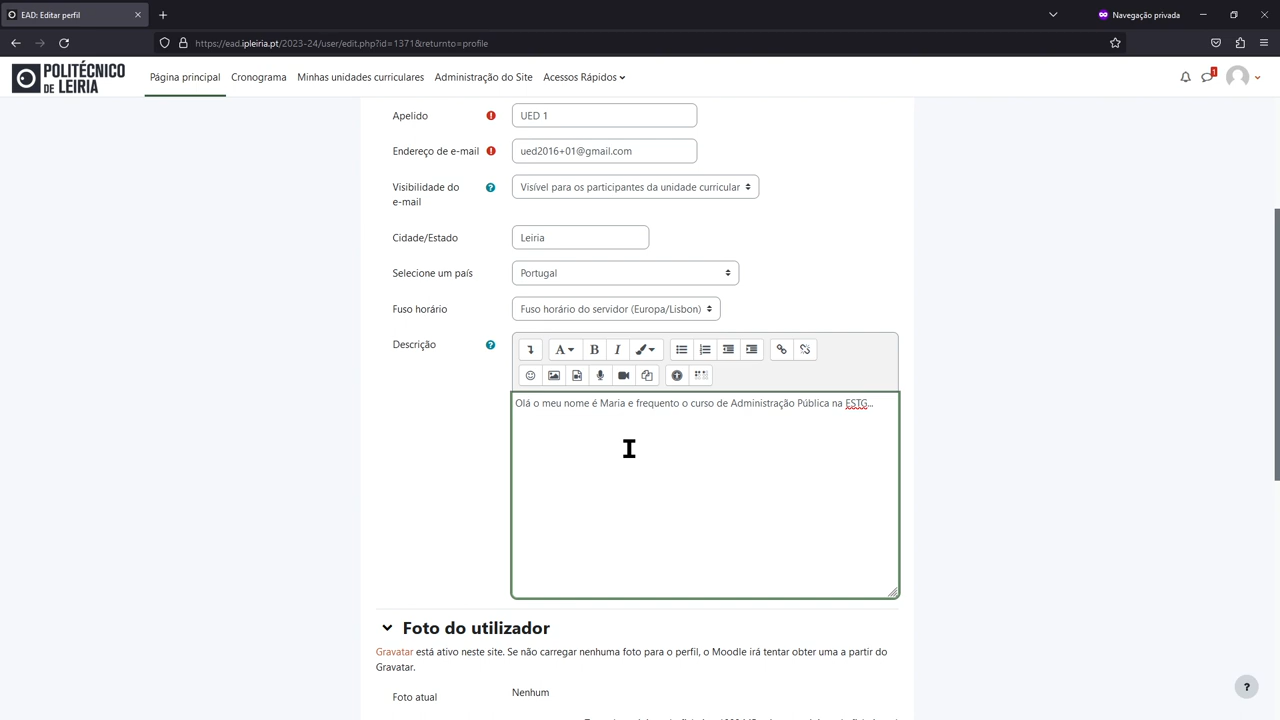 EAD: Editar perfil
Navegação privada
https://ead.ipleiria.pt/2023-24/user/edit.php?id=1371&returnto=profile
POLITÉCNICO
DE LEIRIA
Página principal Cronograma Minhas unidades curriculares Administração do Site Acessos Rápidos
1
Apelido UED 1
Endereço de e-mail ued2016+01@gmail.com
Visibilidade do Visível para os participantes da unidade curricular
e-mail
Cidade/Estado Leiria
Selecione um país Portugal
Fuso horário Fuso horário do servidor (Europa/Lisbon)
Descrição
Olá o meu nome é Maria e frequento o curso de Administração Pública na ESTG...
Foto do utilizador
Gravatar está ativo neste site. Se não carregar nenhuma foto para o perfil, o Moodle irá tentar obter uma a partir do
Gravatar.
Foto atual Nenhum